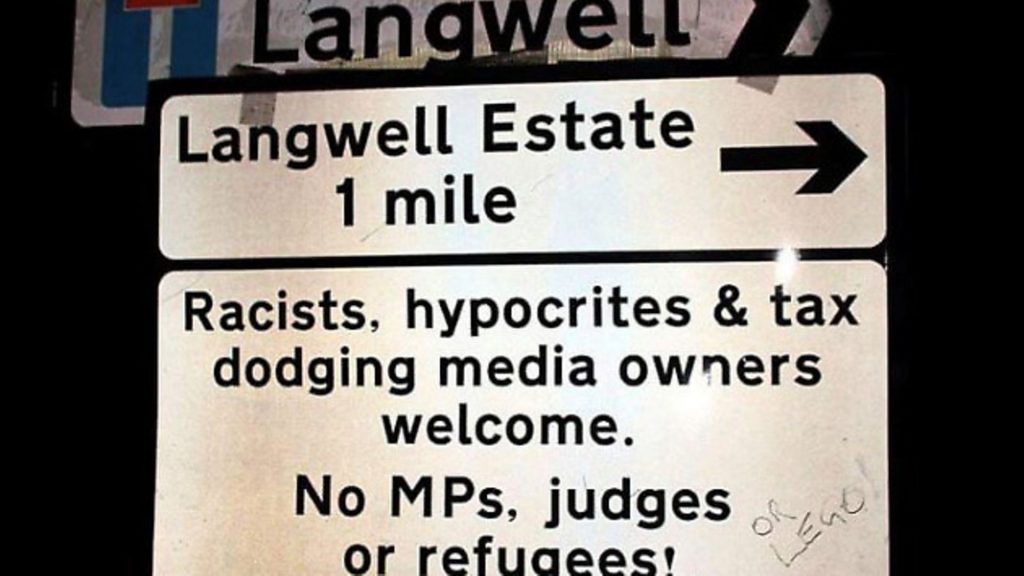 Langwell
Langwell Estate
1 mile
Racists, hypocrites & tax
dodging media owners
welcome.
No MPs, judges
or refugees!
OR
LEGO!